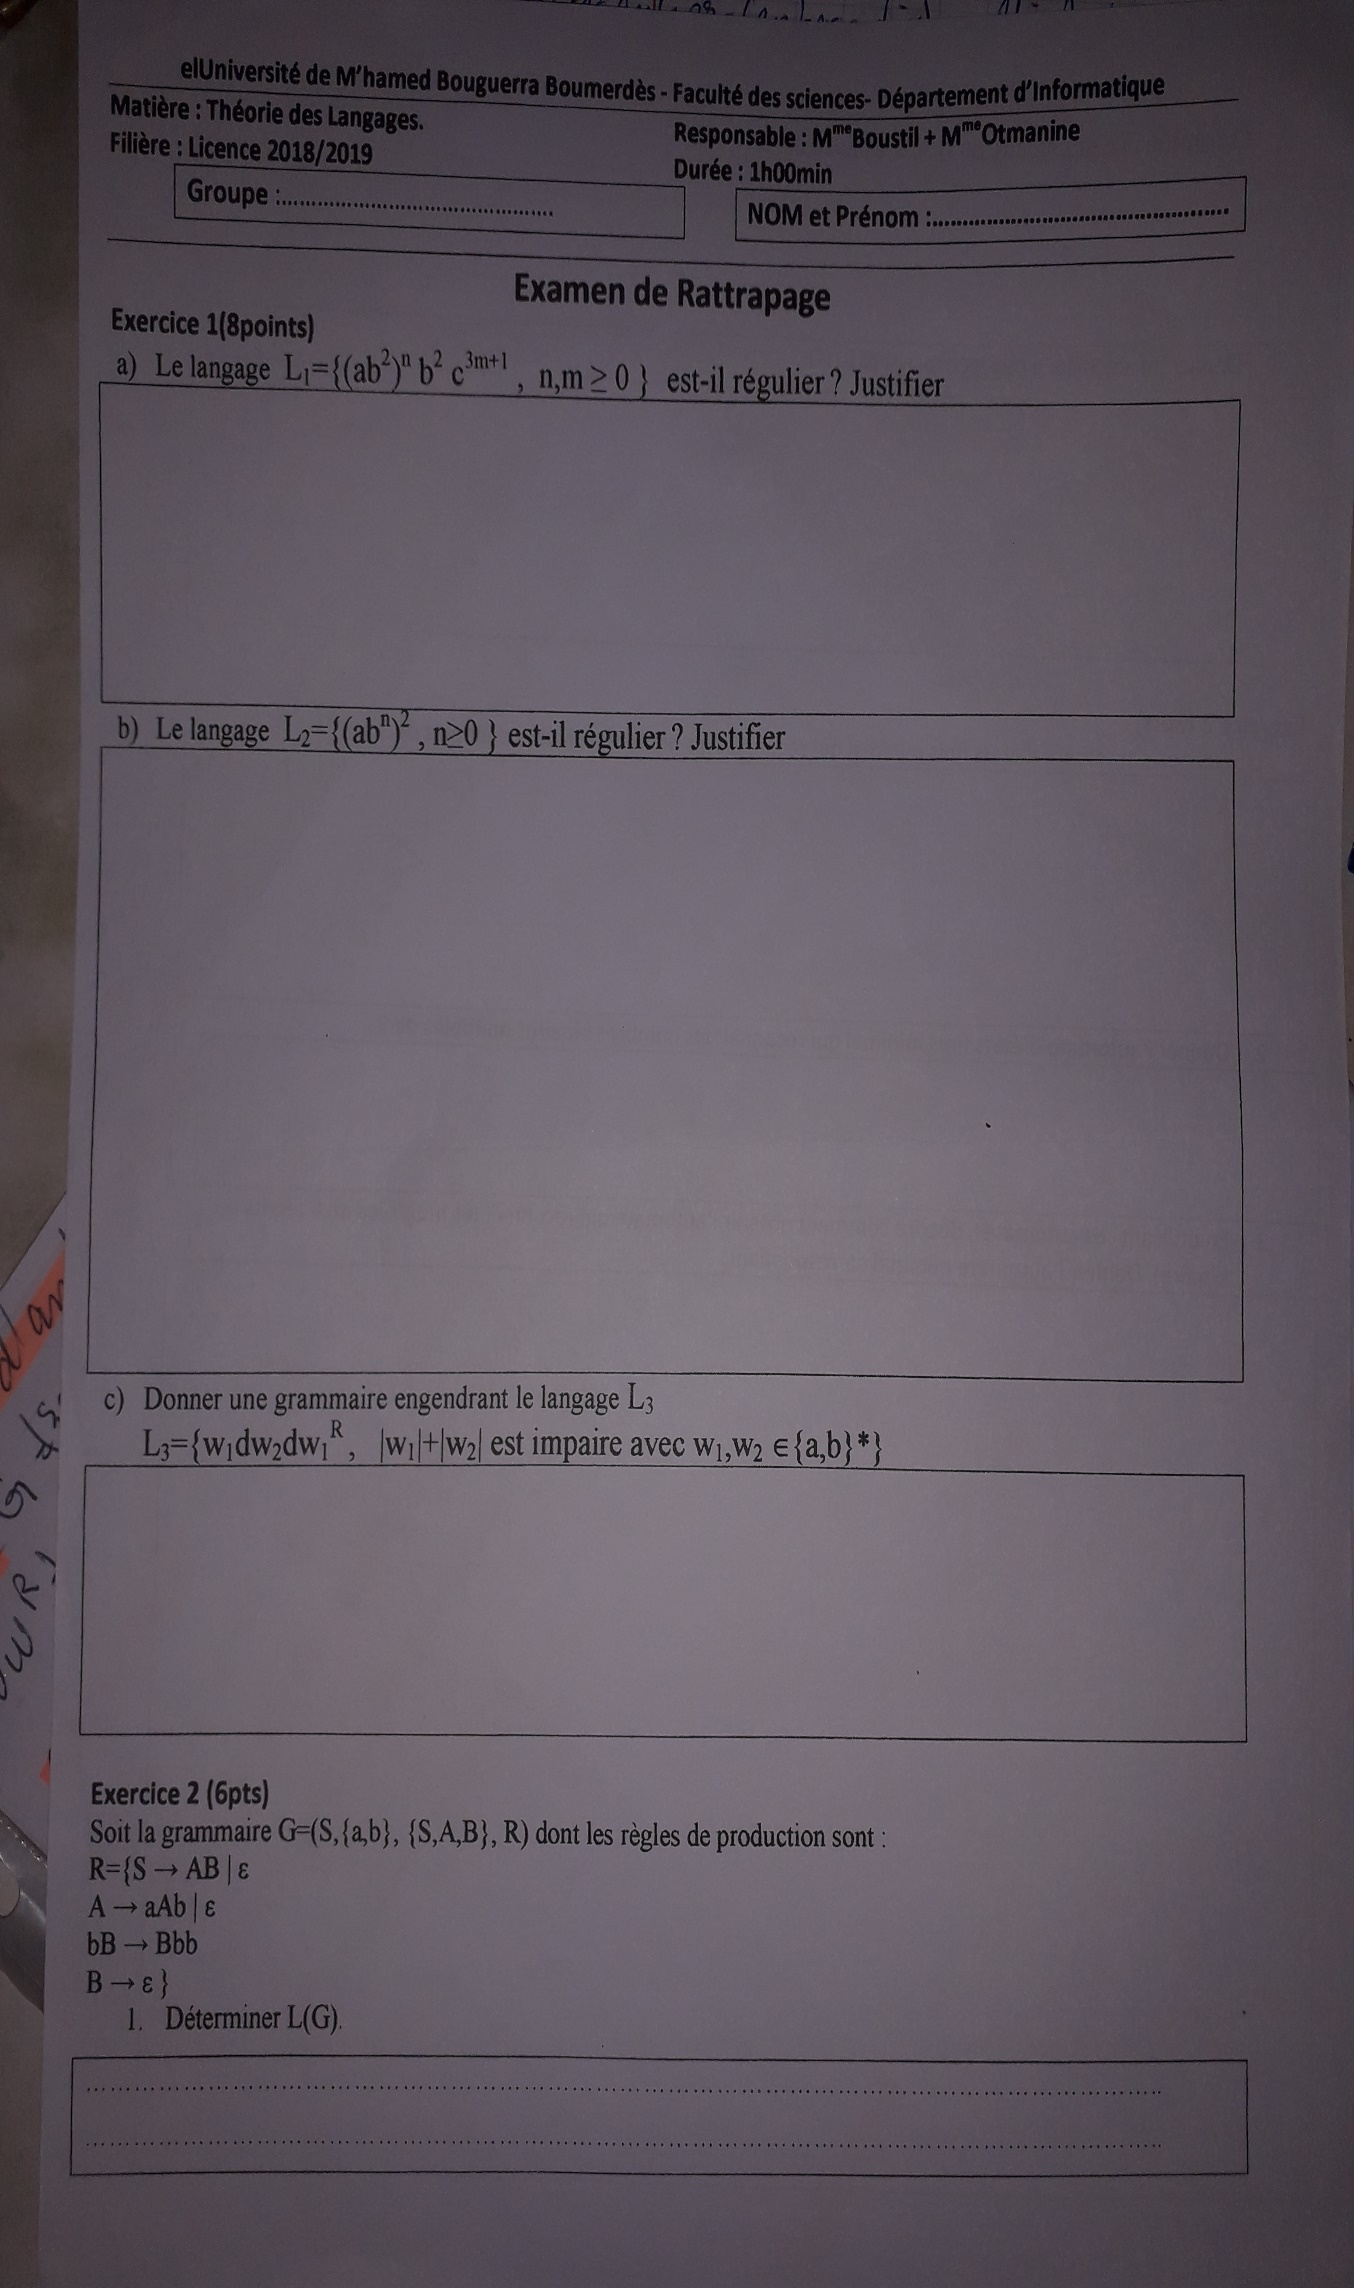 elUniversité de M'hamed Bouguerra Boumerdès - Faculté des sciences- Département d'Informatique
Matière : Théorie des Langages.
Responsable : MᵐᵉBoustil + MᵐᵉOtmanine
Filière : Licence 2018/2019
Durée : 1h00min
Groupe :..............................................
NOM et Prénom :..................................................
Examen de Rattrapage
Exercice 1(8points)
a) Le langage L₁={(ab²)ⁿ b² c³ᵐ⁺¹ , n,m ≥ 0 } est-il régulier ? Justifier
b) Le langage L₂={(abⁿ)² , n≥0 } est-il régulier ? Justifier
c) Donner une grammaire engendrant le langage L₃
L₃={w₁dw₂dw₁ᴿ, |w₁|+|w₂| est impaire avec w₁,w₂ ∈{a,b}*}
Exercice 2 (6pts)
Soit la grammaire G=(S,{a,b}, {S,A,B}, R) dont les règles de production sont :
R={S → AB | ε
A → aAb | ε
bB → Bbb
B → ε }
1. Déterminer L(G).